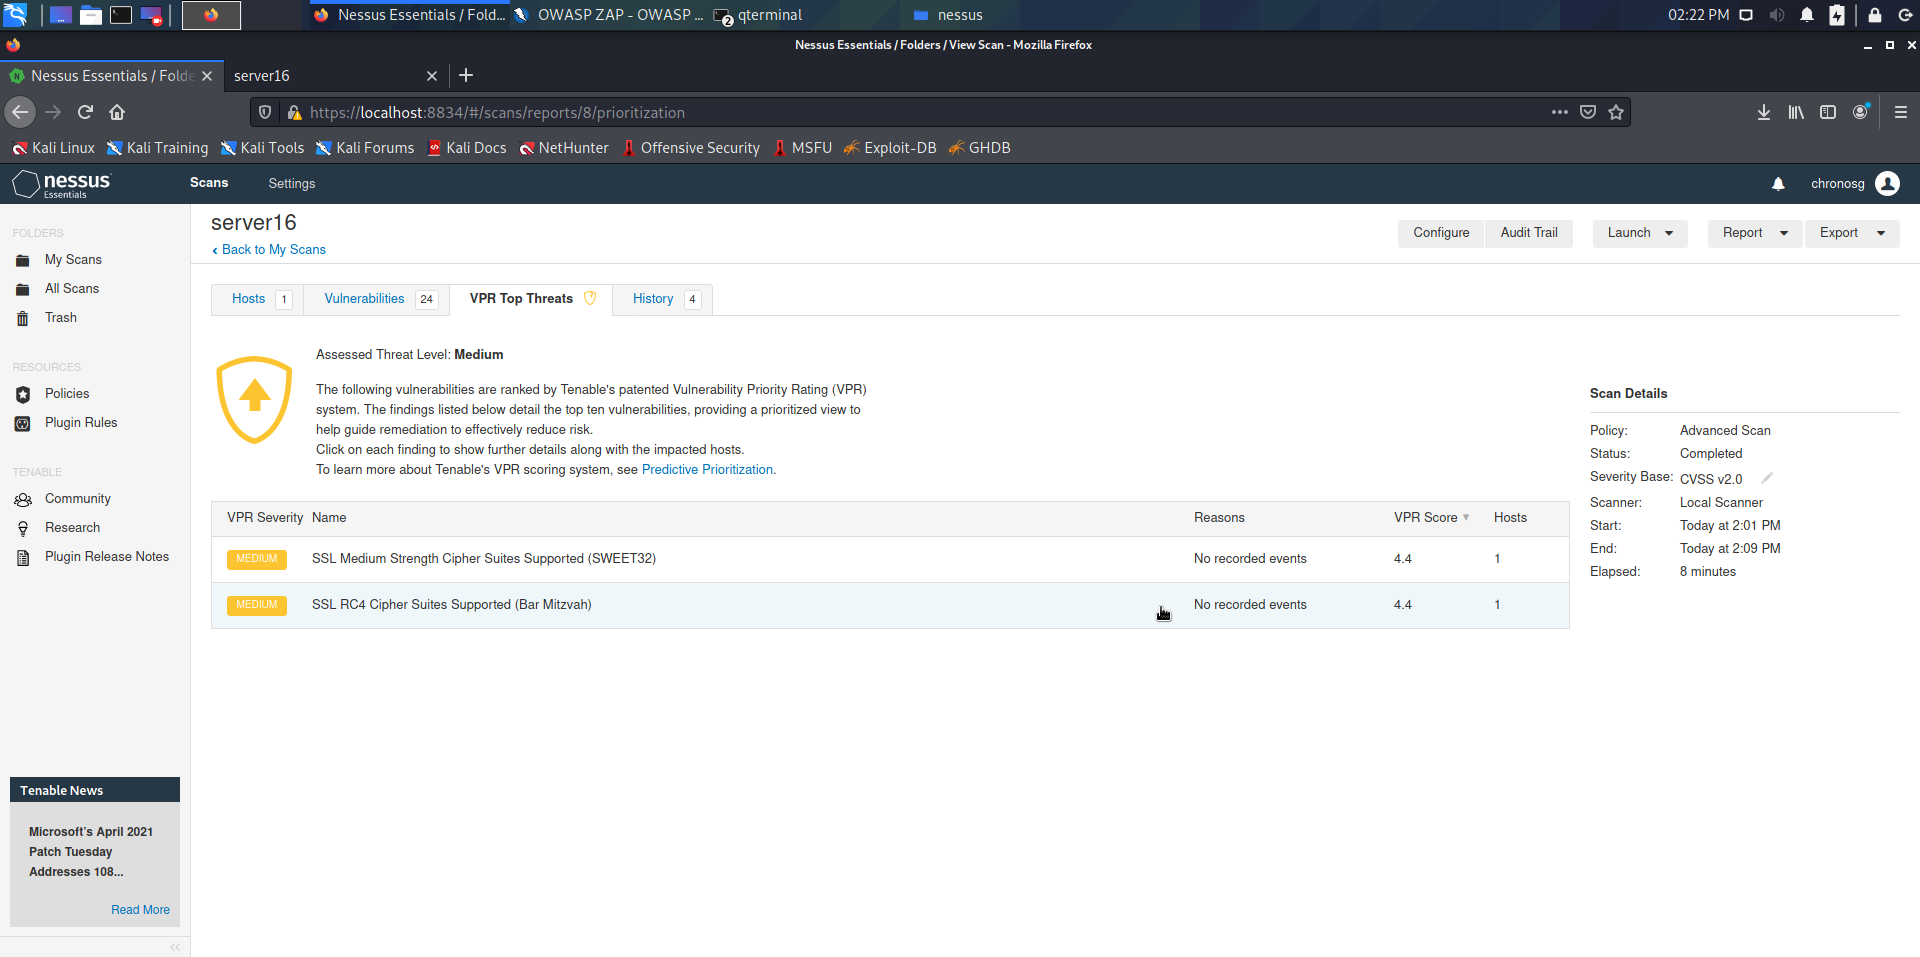 Nessus Essentials / Fold... OWASP ZAP - OWASP ... 2 qterminal nessus 02:22 PM
Nessus Essentials / Folders / View Scan - Mozilla Firefox
Nessus Essentials / Folde server16
https://localhost:8834/#/scans/reports/8/prioritization
Kali Linux Kali Training Kali Tools Kali Forums Kali Docs NetHunter Offensive Security MSFU Exploit-DB GHDB
nessus Essentials Scans Settings chronosg
FOLDERS
My Scans
All Scans
Trash
RESOURCES
Policies
Plugin Rules
TENABLE
Community
Research
Plugin Release Notes
Tenable News
Microsoft's April 2021
Patch Tuesday
Addresses 108...
Read More
server16
Back to My Scans
Configure Audit Trail Launch Report Export
Hosts 1 Vulnerabilities 24 VPR Top Threats History 4
Assessed Threat Level: Medium
The following vulnerabilities are ranked by Tenable's patented Vulnerability Priority Rating (VPR)
system. The findings listed below detail the top ten vulnerabilities, providing a prioritized view to
help guide remediation to effectively reduce risk.
Click on each finding to show further details along with the impacted hosts.
To learn more about Tenable's VPR scoring system, see Predictive Prioritization.
VPR Severity Name Reasons VPR Score Hosts
MEDIUM SSL Medium Strength Cipher Suites Supported (SWEET32) No recorded events 4.4 1
MEDIUM SSL RC4 Cipher Suites Supported (Bar Mitzvah) No recorded events 4.4 1
Scan Details
Policy: Advanced Scan
Status: Completed
Severity Base: CVSS v2.0
Scanner: Local Scanner
Start: Today at 2:01 PM
End: Today at 2:09 PM
Elapsed: 8 minutes